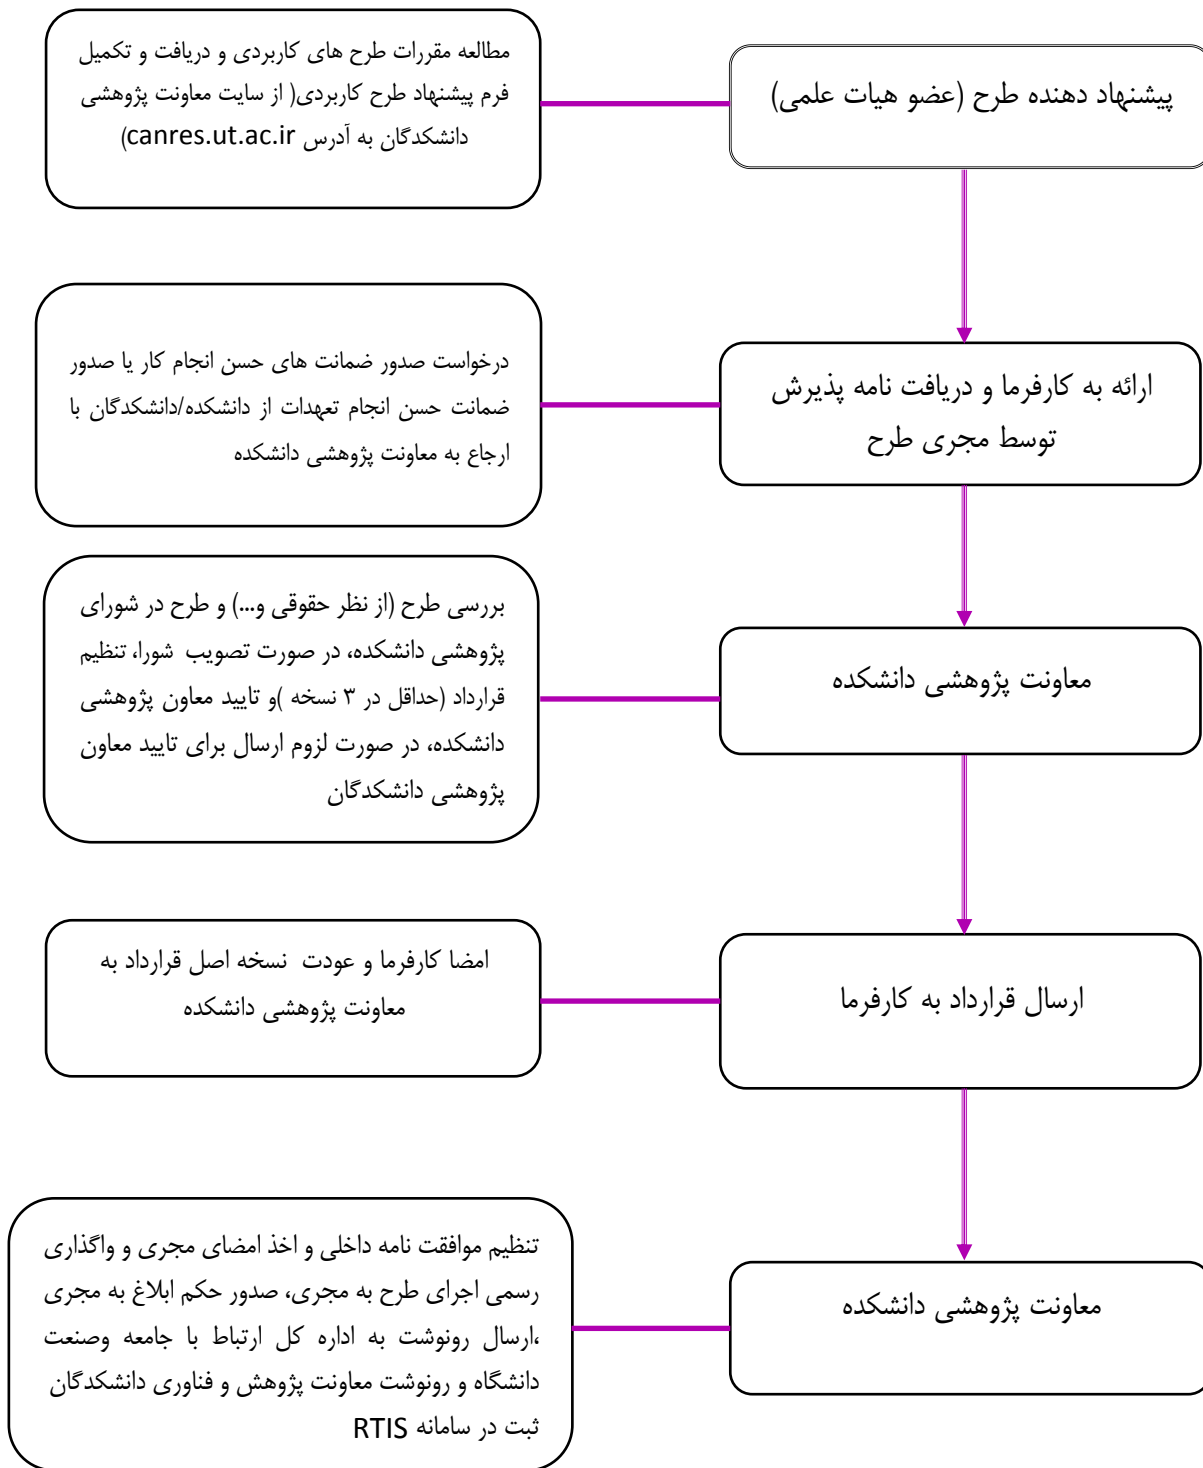 پیشنهاد دهنده طرح (عضو هیات علمی)
مطالعه مقررات طرح های کاربردی و دریافت و تکمیل
فرم پیشنهاد طرح کاربردی( از سایت معاونت پژوهشی
دانشکدگان به آدرس canres.ut.ac.ir)
ارائه به کارفرما و دریافت نامه پذیرش
توسط مجری طرح
درخواست صدور ضمانت های حسن انجام کار یا صدور
ضمانت حسن انجام تعهدات از دانشکده/دانشکدگان با
ارجاع به معاونت پژوهشی دانشکده
معاونت پژوهشی دانشکده
بررسی طرح (از نظر حقوقی و...) و طرح در شورای
پژوهشی دانشکده، در صورت تصویب شورا، تنظیم
قرارداد (حداقل در ۳ نسخه )و تایید معاون پژوهشی
دانشکده، در صورت لزوم ارسال برای تایید معاون
پژوهشی دانشکدگان
ارسال قرارداد به کارفرما
امضا کارفرما و عودت نسخه اصل قرارداد به
معاونت پژوهشی دانشکده
معاونت پژوهشی دانشکده
تنظیم موافقت نامه داخلی و اخذ امضای مجری و واگذاری
رسمی اجرای طرح به مجری، صدور حکم ابلاغ به مجری
،ارسال رونوشت به اداره کل ارتباط با جامعه وصنعت
دانشگاه و رونوشت معاونت پژوهش و فناوری دانشکدگان
ثبت در سامانه RTIS